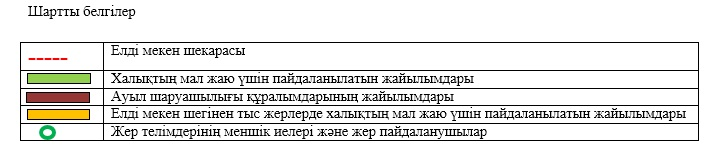 Шартты белгілер
Елді мекен шекарасы
Халықтың мал жаю үшін пайдаланылатын жайылымдары
Ауыл шаруашылығы құралымдарының жайылымдары
Елді мекен шегінен тыс жерлерде халықтың мал жаю үшін пайдаланылатын жайылымдары
Жер телімдерінің меншік иелері және жер пайдаланушылар